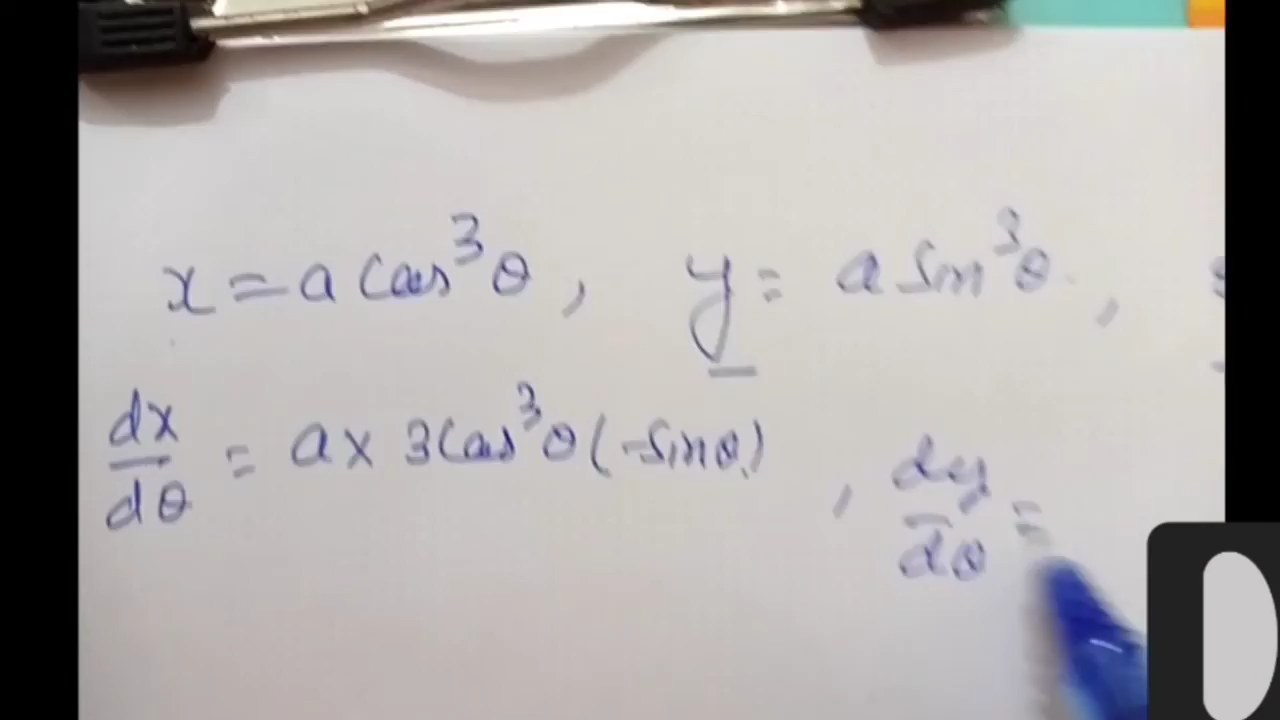 x = a cos³θ, y = a sin³θ,
dx/dθ = a x 3cos³θ(-sinθ), dy/dθ =